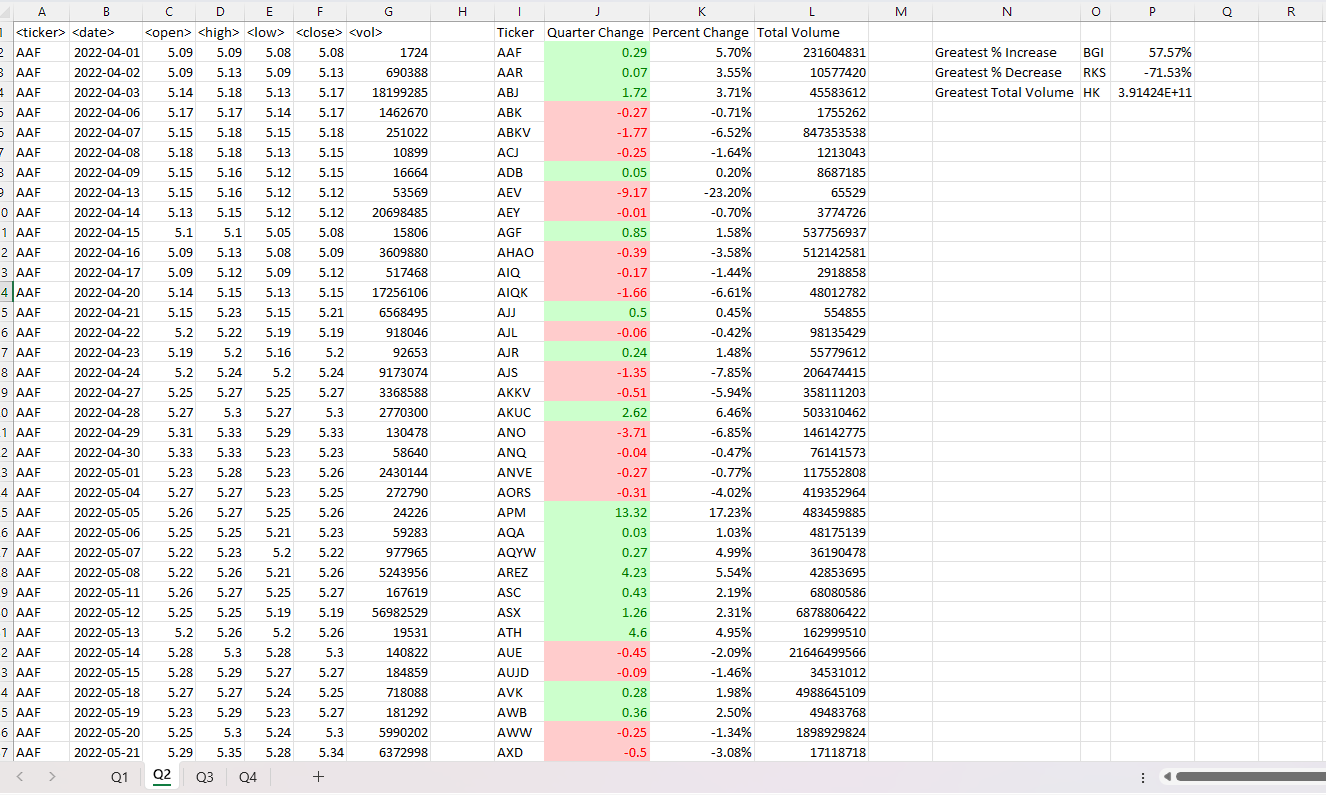 A B C D E F G H I J K L M N O P Q R
1 <ticker> <date> <open> <high> <low> <close> <vol> Ticker Quarter Change Percent Change Total Volume
2 AAF 2022-04-01 5.09 5.09 5.08 5.08 1724 AAF 0.29 5.70% 231604831 Greatest % Increase BGI 57.57%
3 AAF 2022-04-02 5.09 5.13 5.09 5.13 690388 AAR 0.07 3.55% 10577420 Greatest % Decrease RKS -71.53%
4 AAF 2022-04-03 5.14 5.18 5.13 5.17 18199285 ABJ 1.72 3.71% 45583612 Greatest Total Volume HK 3.91424E+11
5 AAF 2022-04-06 5.17 5.17 5.14 5.17 1462670 ABK -0.27 -0.71% 1755262
6 AAF 2022-04-07 5.15 5.18 5.15 5.18 251022 ABKV -1.77 -6.52% 847353538
7 AAF 2022-04-08 5.18 5.18 5.13 5.15 10899 ACJ -0.25 -1.64% 1213043
8 AAF 2022-04-09 5.15 5.16 5.12 5.15 16664 ADB 0.05 0.20% 8687185
9 AAF 2022-04-13 5.15 5.16 5.12 5.12 53569 AEV -9.17 -23.20% 65529
0 AAF 2022-04-14 5.13 5.15 5.12 5.12 20698485 AEY -0.01 -0.70% 3774726
1 AAF 2022-04-15 5.1 5.1 5.05 5.08 15806 AGF 0.85 1.58% 537756937
2 AAF 2022-04-16 5.09 5.13 5.08 5.09 3609880 AHAO -0.39 -3.58% 512142581
3 AAF 2022-04-17 5.09 5.12 5.09 5.12 517468 AIQ -0.17 -1.44% 2918858
4 AAF 2022-04-20 5.14 5.15 5.13 5.15 17256106 AIQK -1.66 -6.61% 48012782
5 AAF 2022-04-21 5.15 5.23 5.15 5.21 6568495 AJJ 0.5 0.45% 554855
6 AAF 2022-04-22 5.2 5.22 5.19 5.19 918046 AJL -0.06 -0.42% 98135429
7 AAF 2022-04-23 5.19 5.2 5.16 5.2 92653 AJR 0.24 1.48% 55779612
8 AAF 2022-04-24 5.2 5.24 5.2 5.24 9173074 AJS -1.35 -7.85% 206474415
9 AAF 2022-04-27 5.25 5.27 5.25 5.27 3368588 AKKV -0.51 -5.94% 358111203
0 AAF 2022-04-28 5.27 5.3 5.27 5.3 2770300 AKUC 2.62 6.46% 503310462
1 AAF 2022-04-29 5.31 5.33 5.29 5.33 130478 ANO -3.71 -6.85% 146142775
2 AAF 2022-04-30 5.33 5.33 5.23 5.23 58640 ANQ -0.04 -0.47% 76141573
3 AAF 2022-05-01 5.23 5.28 5.23 5.26 2430144 ANVE -0.27 -0.77% 117552808
4 AAF 2022-05-04 5.27 5.27 5.23 5.25 272790 AORS -0.31 -4.02% 419352964
5 AAF 2022-05-05 5.26 5.27 5.25 5.26 24226 APM 13.32 17.23% 483459885
6 AAF 2022-05-06 5.25 5.25 5.21 5.23 59283 AQA 0.03 1.03% 48175139
7 AAF 2022-05-07 5.22 5.23 5.2 5.22 977965 AQYW 0.27 4.99% 36190478
8 AAF 2022-05-08 5.22 5.26 5.21 5.26 5243956 AREZ 4.23 5.54% 42853695
9 AAF 2022-05-11 5.26 5.27 5.25 5.27 167619 ASC 0.43 2.19% 68080586
0 AAF 2022-05-12 5.25 5.25 5.19 5.19 56982529 ASX 1.26 2.31% 6878806422
1 AAF 2022-05-13 5.2 5.26 5.2 5.26 19531 ATH 4.6 4.95% 162999510
2 AAF 2022-05-14 5.28 5.3 5.28 5.3 140822 AUE -0.45 -2.09% 21646499566
3 AAF 2022-05-15 5.28 5.29 5.27 5.27 184859 AUJD -0.09 -1.46% 34531012
4 AAF 2022-05-18 5.27 5.27 5.24 5.25 718088 AVK 0.28 1.98% 4988645109
5 AAF 2022-05-19 5.23 5.29 5.23 5.27 181292 AWB 0.36 2.50% 49483768
6 AAF 2022-05-20 5.25 5.3 5.24 5.3 5990202 AWW -0.25 -1.34% 1898929824
7 AAF 2022-05-21 5.29 5.35 5.28 5.34 6372998 AXD -0.5 -3.08% 17118718
Q1 Q2 Q3 Q4